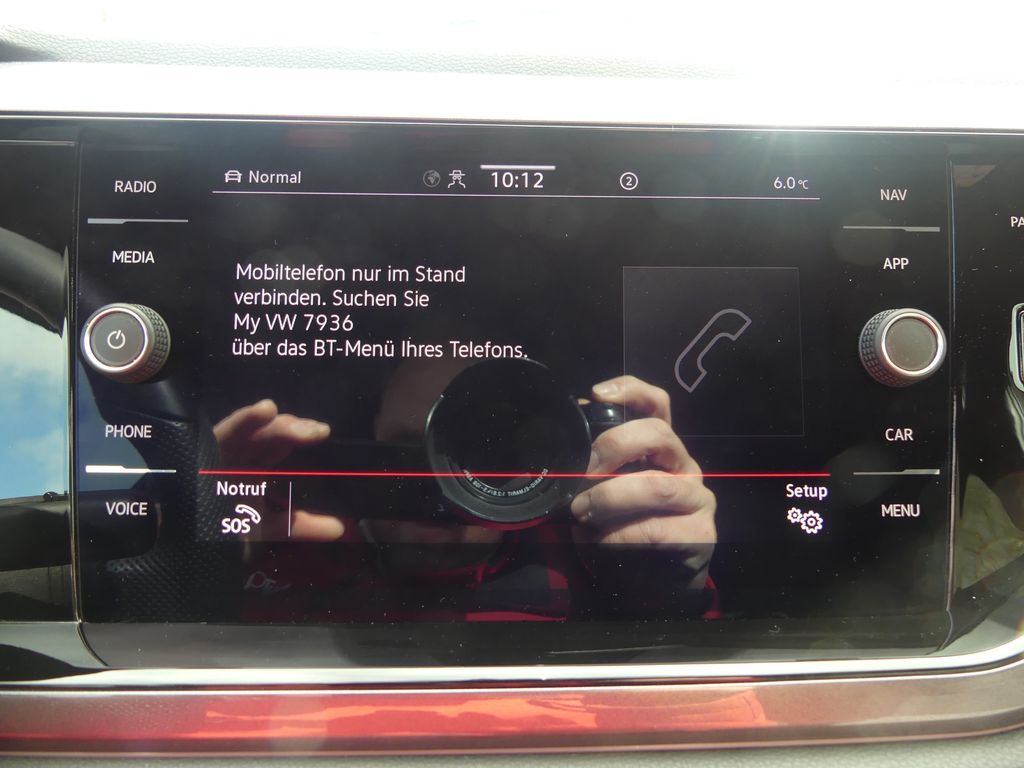 RADIO
MEDIA
PHONE
VOICE
Normal
10:12
2
6.0 °C
Mobiltelefon nur im Stand
verbinden. Suchen Sie
My VW 7936
über das BT-Menü Ihres Telefons.
Notruf
SOS
Setup
NAV
APP
CAR
MENU
PA